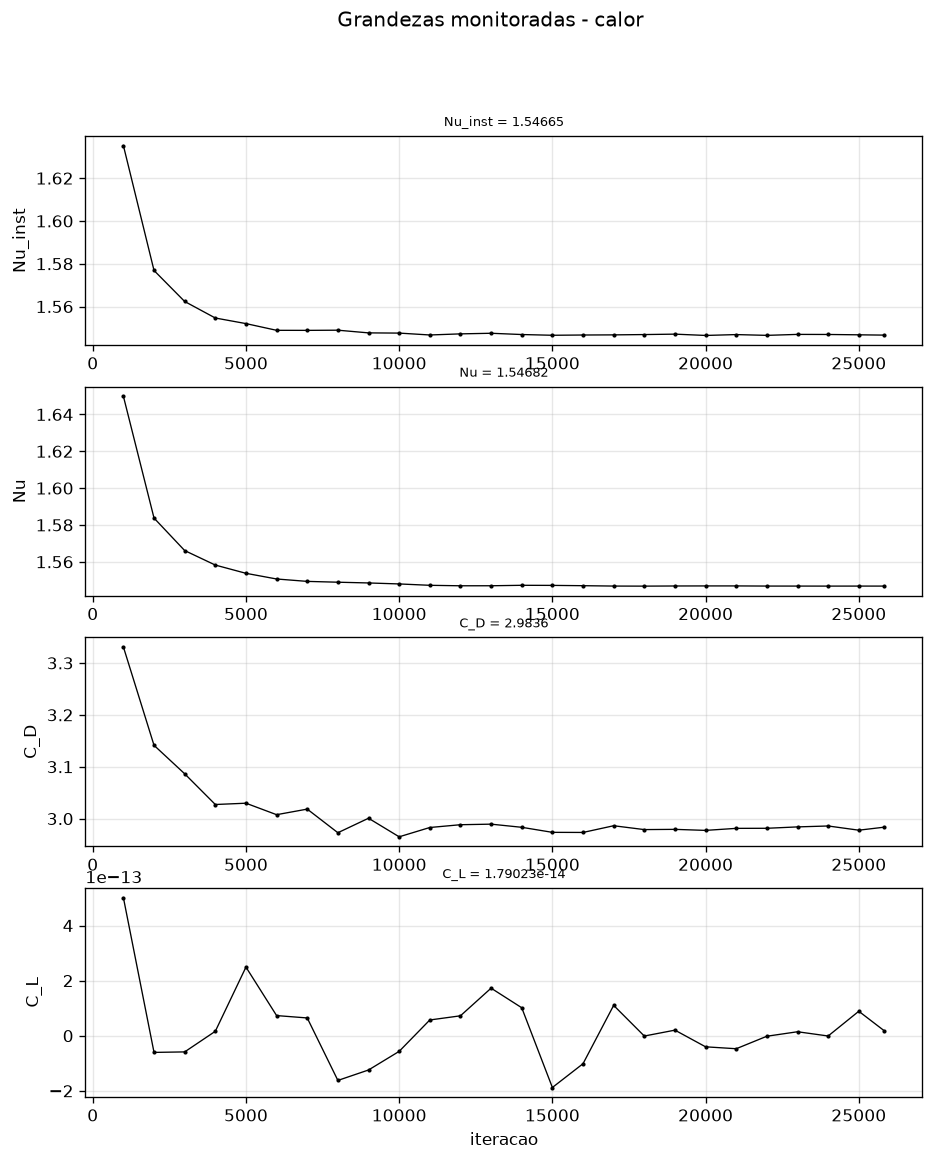 Grandezas monitoradas - calor
Nu_inst = 1.54665
Nu_inst
1.62
1.60
1.58
1.56
0 5000 10000 15000 20000 25000
Nu = 1.54682
Nu
1.64
1.62
1.60
1.58
1.56
0 5000 10000 15000 20000 25000
C_D = 2.9836
C_D
3.3
3.2
3.1
3.0
0 5000 10000 15000 20000 25000
1e−13
C_L = 1.79023e-14
C_L
4
2
0
−2
0 5000 10000 15000 20000 25000
iteracao